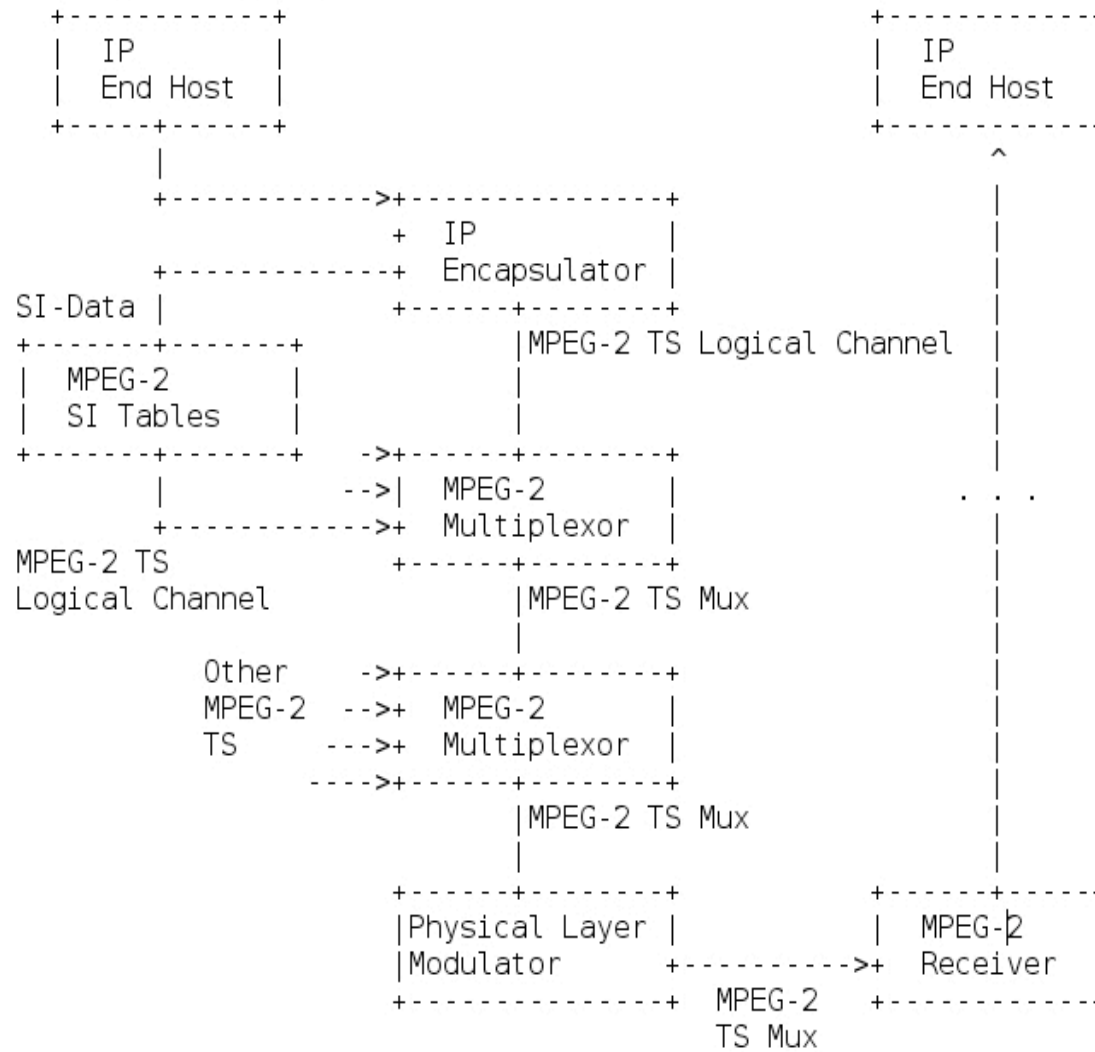 IP IP
End Host End Host
IP
Encapsulator
SI-Data
MPEG-2 TS Logical Channel
MPEG-2
SI Tables
MPEG-2
Multiplexor
. . .
MPEG-2 TS
Logical Channel
MPEG-2 TS Mux
Other
MPEG-2 MPEG-2
TS Multiplexor
MPEG-2 TS Mux
Physical Layer MPEG-2
Modulator Receiver
MPEG-2
TS Mux